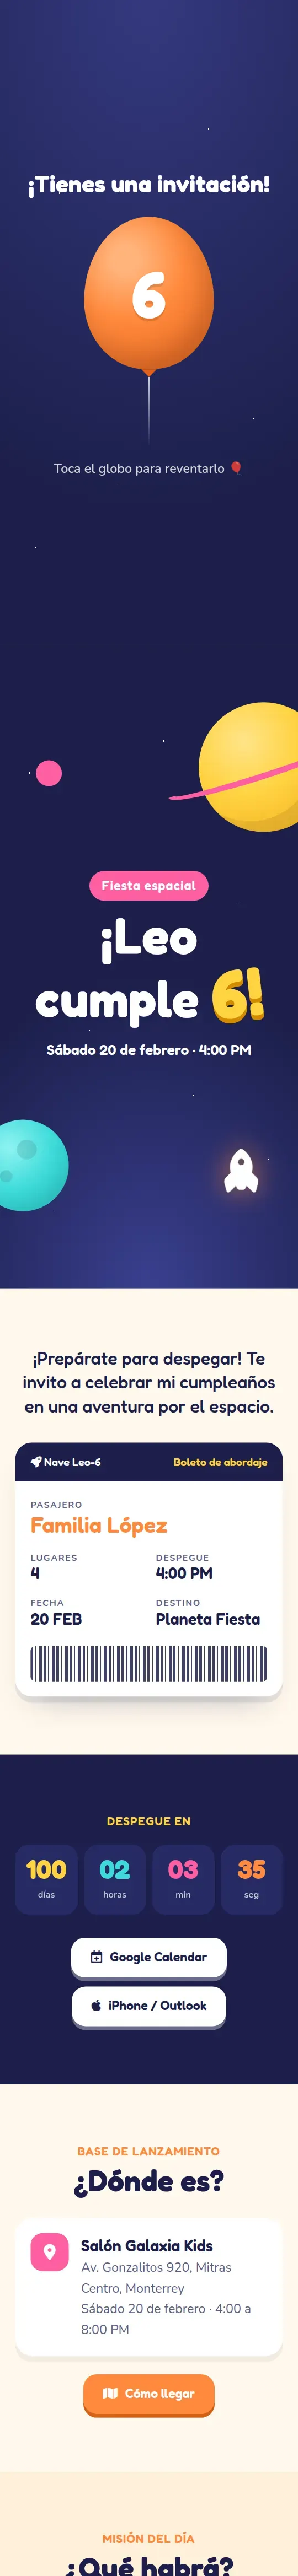 ¡Tienes una invitación!
6
Toca el globo para reventarlo 🎈
Fiesta espacial
¡Leo
cumple 6!
Sábado 20 de febrero · 4:00 PM
¡Prepárate para despegar! Te
invito a celebrar mi cumpleaños
en una aventura por el espacio.
Nave Leo-6
Boleto de abordaje
PASAJERO
Familia López
LUGARES
4
DESPEGUE
4:00 PM
FECHA
20 FEB
DESTINO
Planeta Fiesta
DESPEGUE EN
100 02 03 35
días horas min seg
Google Calendar
iPhone / Outlook
BASE DE LANZAMIENTO
¿Dónde es?
Salón Galaxia Kids
Av. Gonzalitos 920, Mitras
Centro, Monterrey
Sábado 20 de febrero · 4:00 a
8:00 PM
Cómo llegar
MISIÓN DEL DÍA
¿Qué habrá?